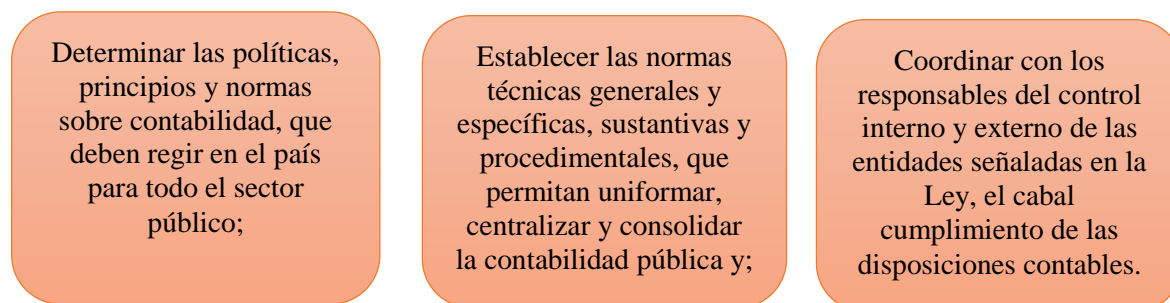 Determinar las políticas,
principios y normas
sobre contabilidad, que
deben regir en el país
para todo el sector
público;
Establecer las normas
técnicas generales y
específicas, sustantivas y
procedimentales, que
permitan uniformar,
centralizar y consolidar
la contabilidad pública y;
Coordinar con los
responsables del control
interno y externo de las
entidades señaladas en la
Ley, el cabal
cumplimiento de las
disposiciones contables.